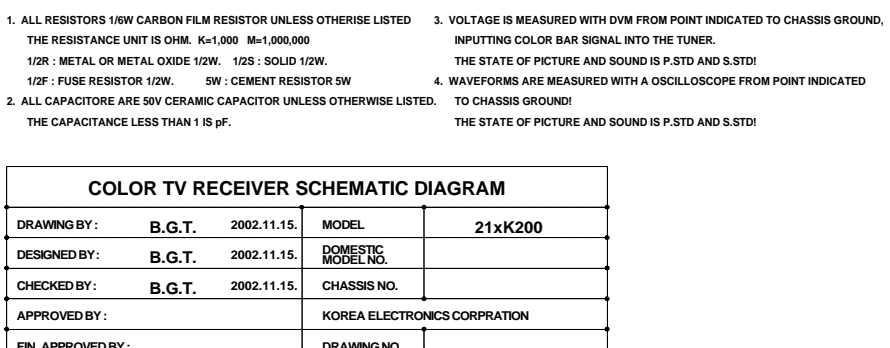 1. ALL RESISTORS 1/6W CARBON FILM RESISTOR UNLESS OTHERISE LISTED
THE RESISTANCE UNIT IS OHM. K=1,000 M=1,000,000
1/2R : METAL OR METAL OXIDE 1/2W. 1/2S : SOLID 1/2W.
1/2F : FUSE RESISTOR 1/2W. 5W : CEMENT RESISTOR 5W
2. ALL CAPACITORE ARE 50V CERAMIC CAPACITOR UNLESS OTHERWISE LISTED.
THE CAPACITANCE LESS THAN 1 IS pF.
3. VOLTAGE IS MEASURED WITH DVM FROM POINT INDICATED TO CHASSIS GROUND,
INPUTTING COLOR BAR SIGNAL INTO THE TUNER.
THE STATE OF PICTURE AND SOUND IS P.STD AND S.STD!
4. WAVEFORMS ARE MEASURED WITH A OSCILLOSCOPE FROM POINT INDICATED
TO CHASSIS GROUND!
THE STATE OF PICTURE AND SOUND IS P.STD AND S.STD!
COLOR TV RECEIVER SCHEMATIC DIAGRAM
DRAWING BY : B.G.T. 2002.11.15. MODEL 21xK200
DESIGNED BY : B.G.T. 2002.11.15. DOMESTIC
MODEL NO.
CHECKED BY : B.G.T. 2002.11.15. CHASSIS NO.
APPROVED BY : KOREA ELECTRONICS CORPRATION
FIN. APPROVED BY : DRAWING NO.